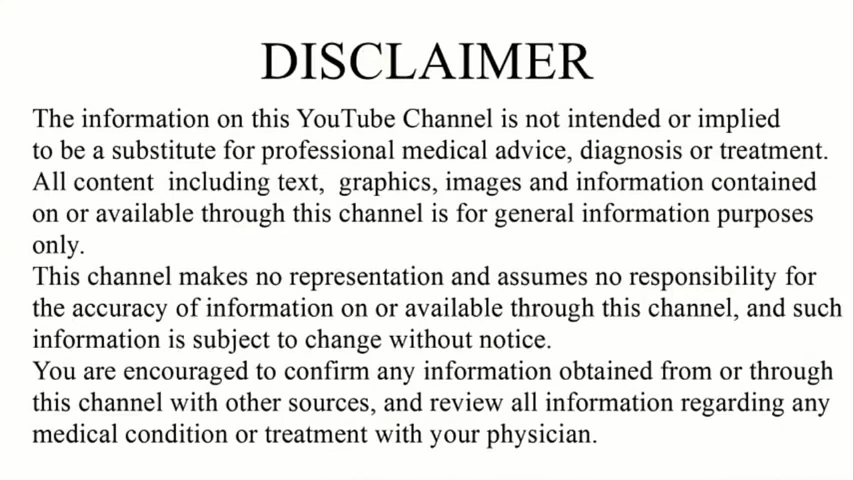 DISCLAIMER
The information on this YouTube Channel is not intended or implied
to be a substitute for professional medical advice, diagnosis or treatment.
All content  including text,  graphics, images and information contained
on or available through this channel is for general information purposes
only.
This channel makes no representation and assumes no responsibility for
the accuracy of information on or available through this channel, and such
information is subject to change without notice.
You are encouraged to confirm any information obtained from or through
this channel with other sources, and review all information regarding any
medical condition or treatment with your physician.